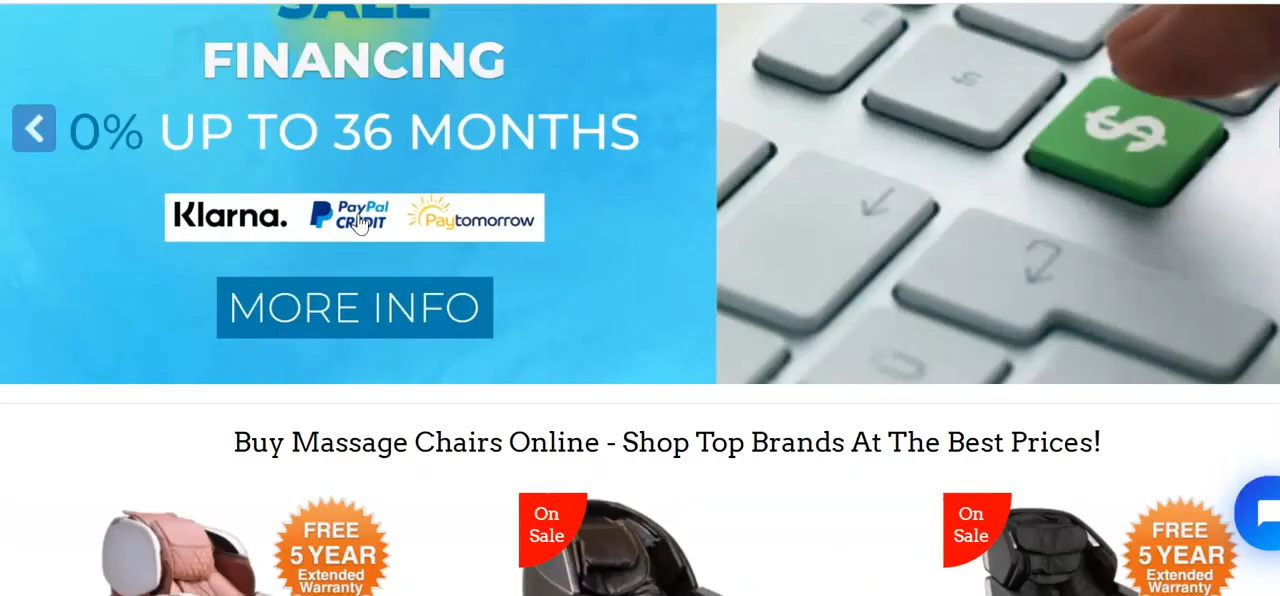 SALE
FINANCING
0% UP TO 36 MONTHS
Klarna. PayPal CREDIT Paytomorrow
MORE INFO
$
Buy Massage Chairs Online - Shop Top Brands At The Best Prices!
FREE
5 YEAR
Extended
Warranty
On
Sale
On
Sale
FREE
5 YEAR
Extended
Warranty